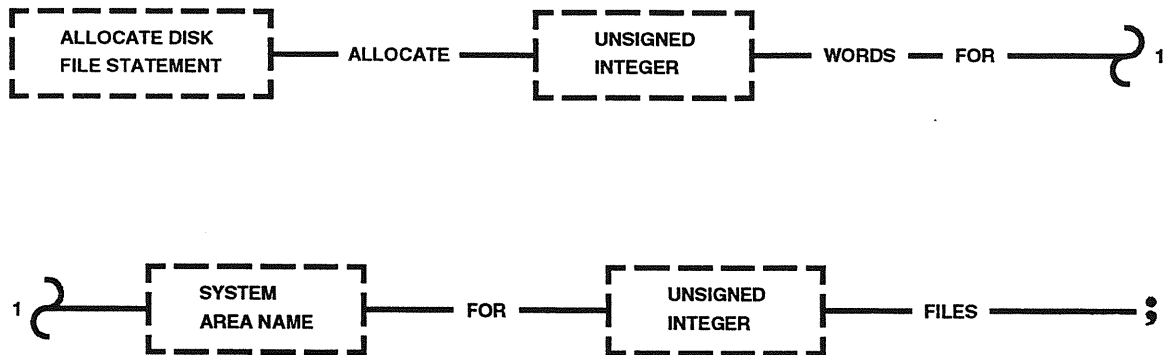 ALLOCATE DISK
FILE STATEMENT
ALLOCATE
UNSIGNED
INTEGER
WORDS
FOR
1
1
SYSTEM
AREA NAME
FOR
UNSIGNED
INTEGER
FILES
;